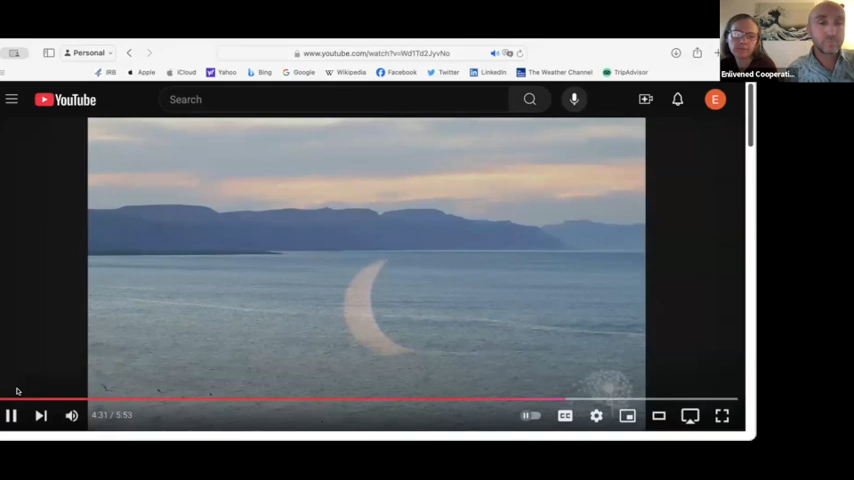 Personal
www.youtube.com/watch?v=Wd1Td2JyvNo
IRB Apple iCloud Yahoo Bing Google Wikipedia Facebook Twitter LinkedIn The Weather Channel TripAdvisor
Enlivened Cooperati...
YouTube
Search
E
4:31 / 5:53
CC